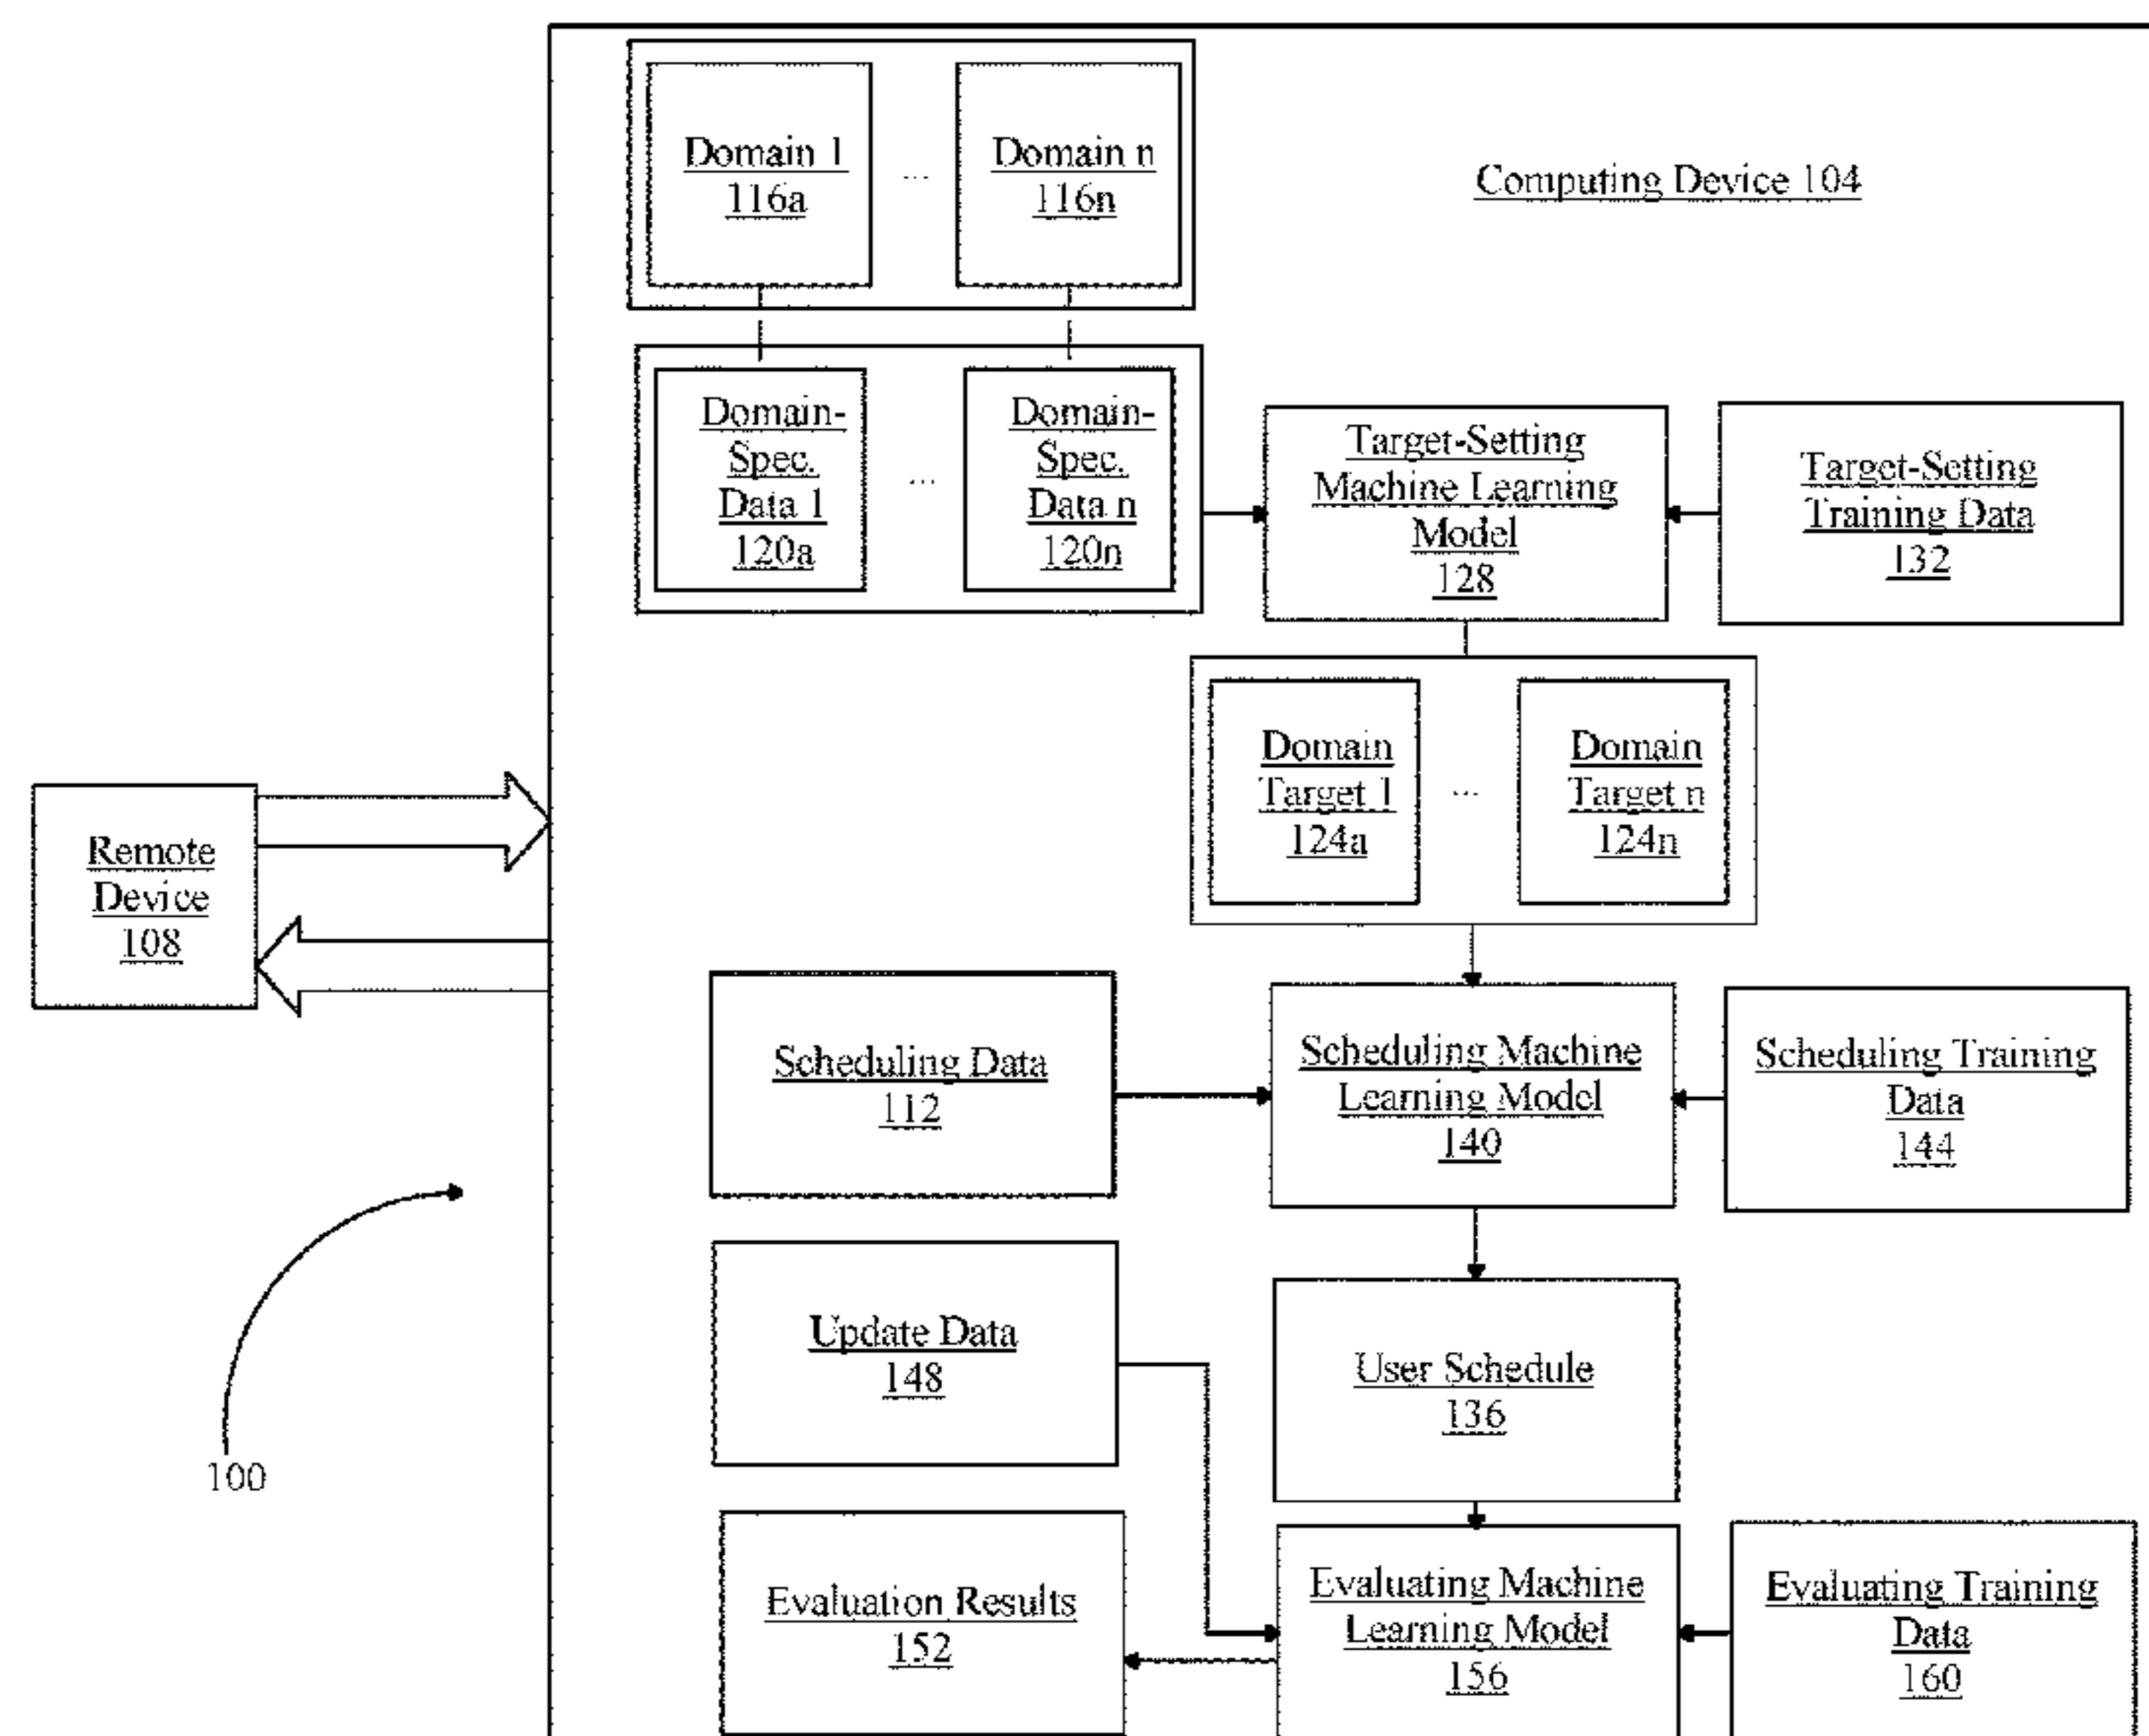 Domain 1
116a
...
Domain n
116n
Computing Device 104
Domain-
Spec.
Data 1
120a
...
Domain-
Spec.
Data n
120n
Target-Setting
Machine Learning
Model
128
Target-Setting
Training Data
132
Domain
Target 1
124a
...
Domain
Target n
124n
Remote
Device
108
Scheduling Data
112
Scheduling Machine
Learning Model
140
Scheduling Training
Data
144
Update Data
148
User Schedule
136
100
Evaluation Results
152
Evaluating Machine
Learning Model
156
Evaluating Training
Data
160